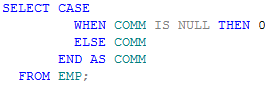 SELECT CASE
WHEN COMM IS NULL THEN 0
ELSE COMM
END AS COMM
FROM EMP;